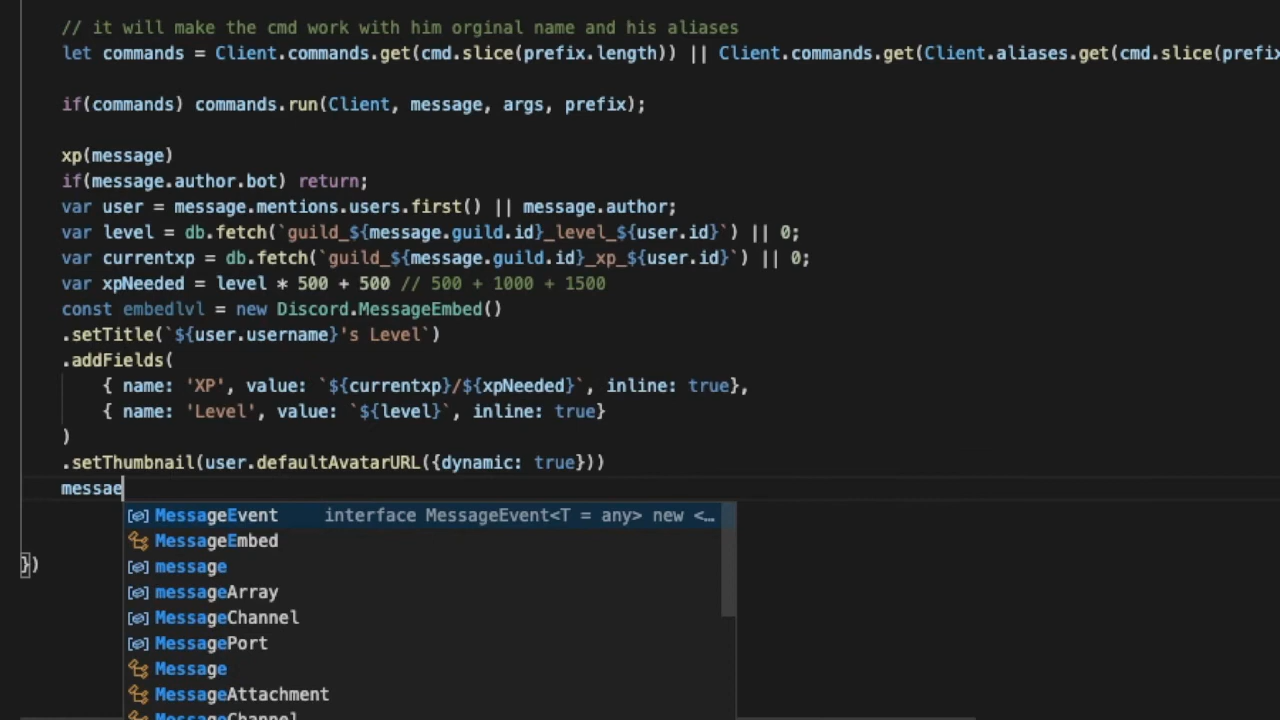 // it will make the cmd work with him orginal name and his aliases
let commands = Client.commands.get(cmd.slice(prefix.length)) || Client.commands.get(Client.aliases.get(cmd.slice(prefix
if(commands) commands.run(Client, message, args, prefix);
xp(message)
if(message.author.bot) return;
var user = message.mentions.users.first() || message.author;
var level = db.fetch(`guild_${message.guild.id}_level_${user.id}`) || 0;
var currentxp = db.fetch(`guild_${message.guild.id}_xp_${user.id}`) || 0;
var xpNeeded = level * 500 + 500 // 500 + 1000 + 1500
const embedlvl = new Discord.MessageEmbed()
.setTitle(`${user.username}'s Level`)
.addFields(
{ name: 'XP', value: `${currentxp}/${xpNeeded}`, inline: true},
{ name: 'Level', value: `${level}`, inline: true}
)
.setThumbnail(user.defaultAvatarURL({dynamic: true}))
messae
MessageEvent interface MessageEvent<T = any> new <…
MessageEmbed
message
messageArray
MessageChannel
MessagePort
Message
MessageAttachment
MessageChannel
})